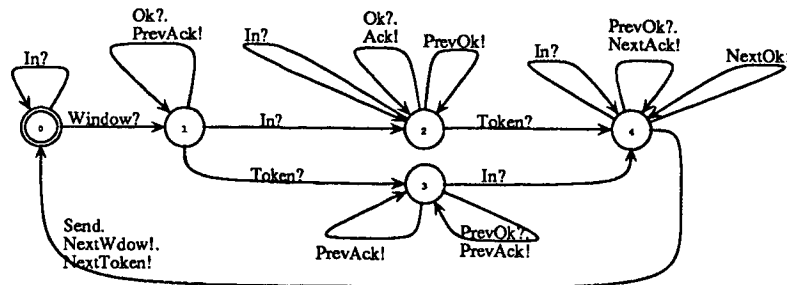 In?
Ok?.
PrevAck!
In?
Ok?.
Ack!
PrevOk!
In?
PrevOk?.
NextAck!
NextOk!
0
Window?
1
In?
2
Token?
4
Token?
3
In?
Send.
NextWdow!.
NextToken!
PrevAck!
PrevOk?.
PrevAck!